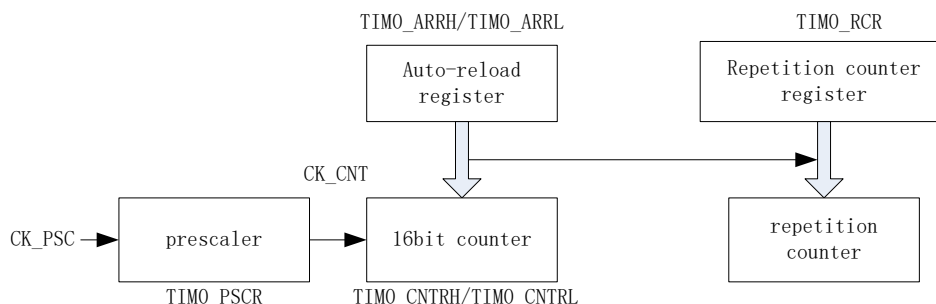 TIM0_ARRH/TIM0_ARRL
TIM0_RCR
Auto-reload
register
Repetition counter
register
CK_CNT
CK_PSC
prescaler
16bit counter
repetition
counter
TIM0_PSCR
TIM0_CNTRH/TIM0_CNTRL